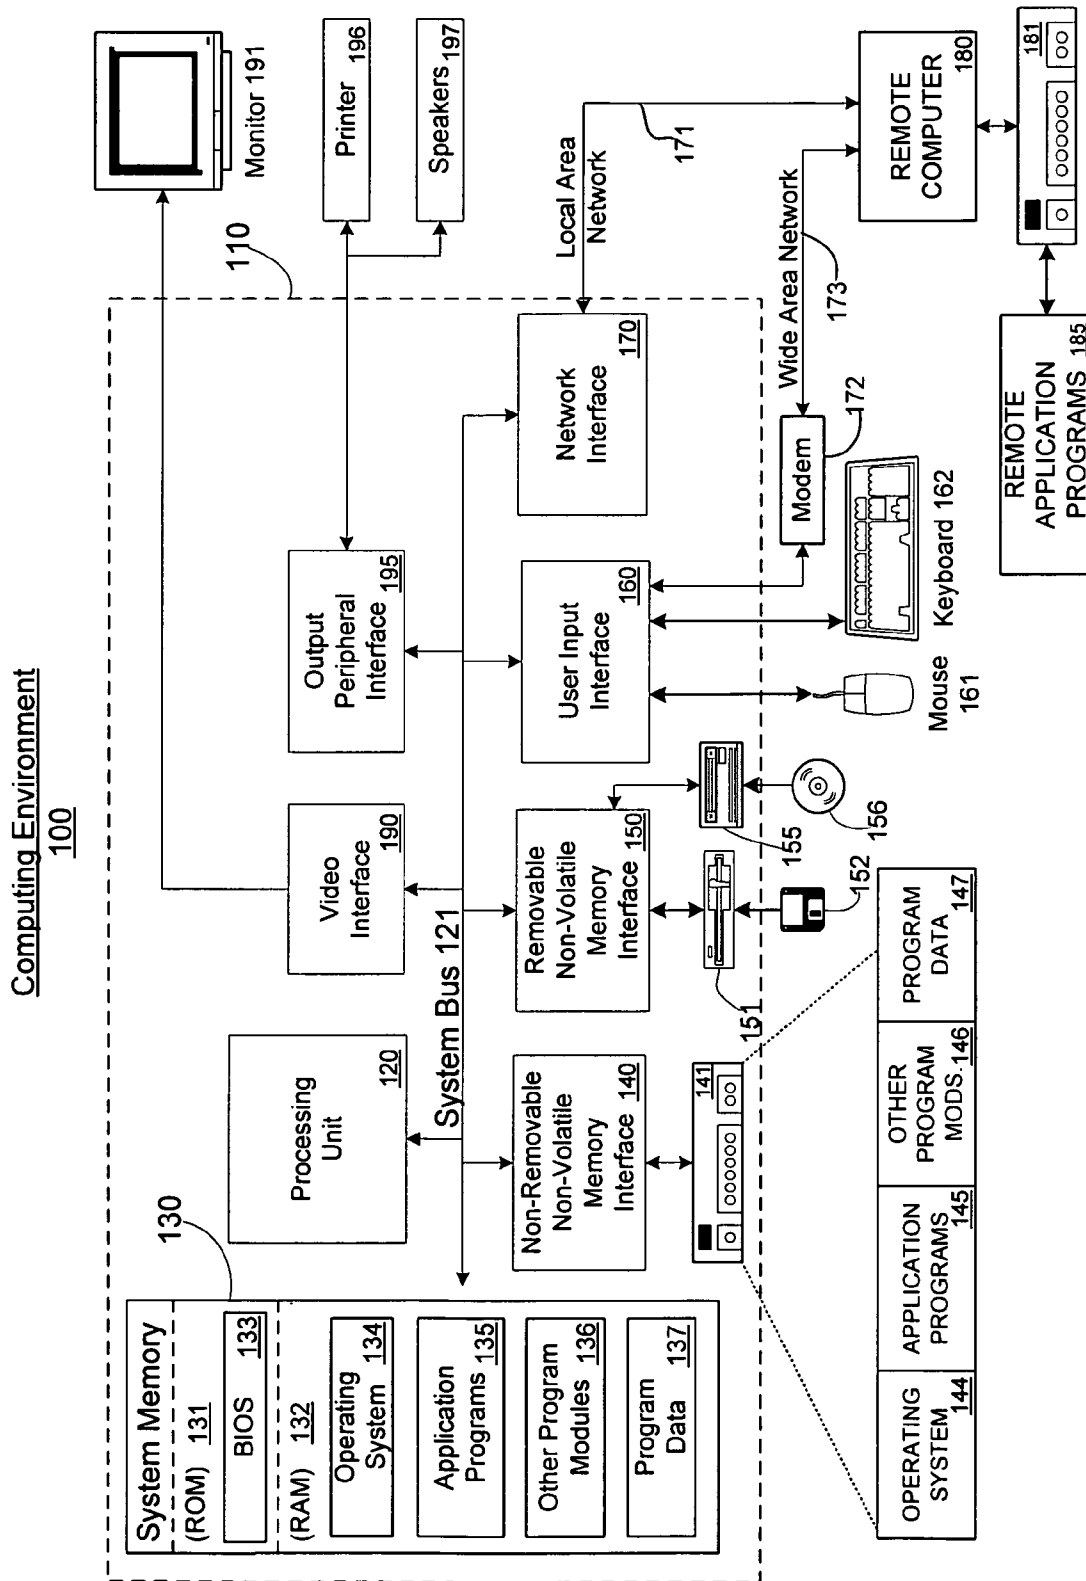 Computing Environment
100
System Memory
(ROM) 131
BIOS 133
(RAM) 132
Operating
System 134
Application
Programs 135
Other Program
Modules 136
Program
Data 137
130
Processing
Unit
120
System Bus 121
Video
Interface
190
Output
Peripheral
Interface
195
110
Monitor 191
Printer
196
Speakers
197
Non-Removable
Non-Volatile
Memory
Interface 140
Removable
Non-Volatile
Memory
Interface 150
User Input
Interface
160
Network
Interface
170
Local Area
Network
171
141
151
152
155
156
Mouse
161
Keyboard 162
Modem
172
Wide Area Network
173
REMOTE
COMPUTER
180
181
REMOTE
APPLICATION
PROGRAMS 185
OPERATING
SYSTEM 144
APPLICATION
PROGRAMS 145
OTHER
PROGRAM
MODS. 146
PROGRAM
DATA 147